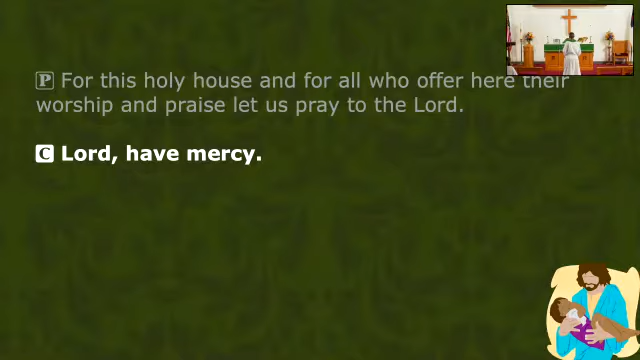 P For this holy house and for all who offer here their
worship and praise let us pray to the Lord.
C Lord, have mercy.